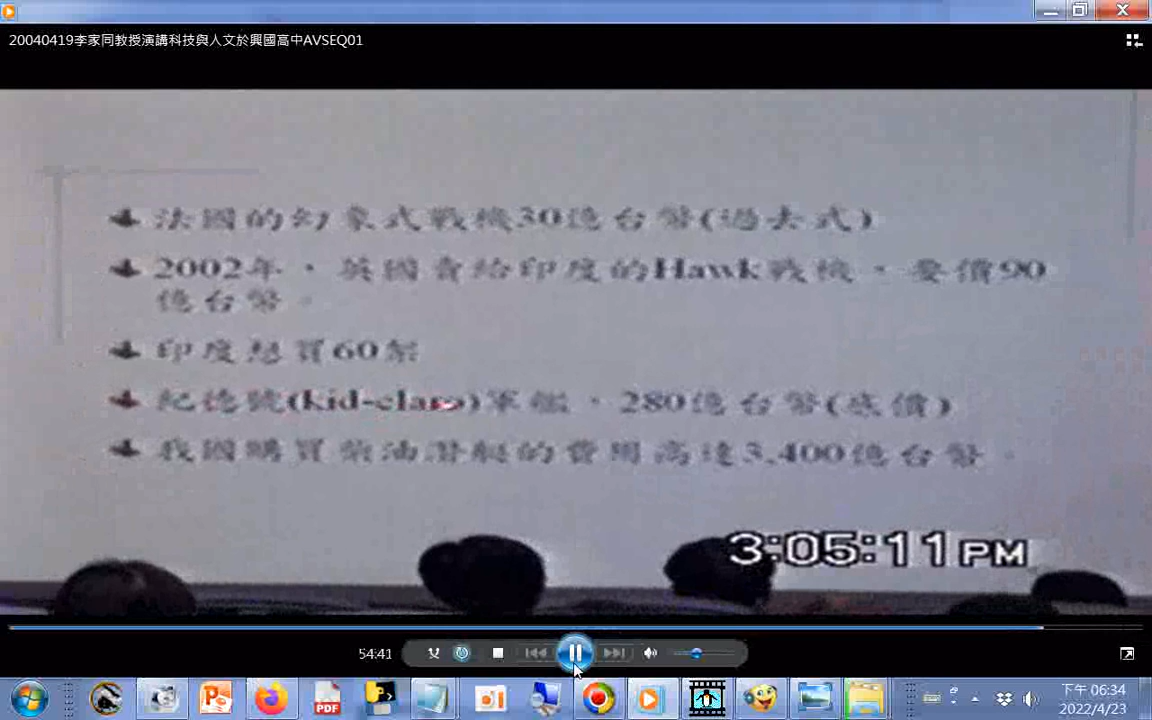 20040419李家同教授演講科技與人文於興國高中AVSEQ01
法國的幻象式戰機30億台幣(過去式)
2002年，英國賣給印度的Hawk戰機，要價90
億台幣。
印度想買60架
紀德號(kid-class)軍艦，280億台幣(底價)
我國購買柴油潛艇的費用高達3,400億台幣。
3:05:11PM
54:41
PDF
下午 06:34
2022/4/23